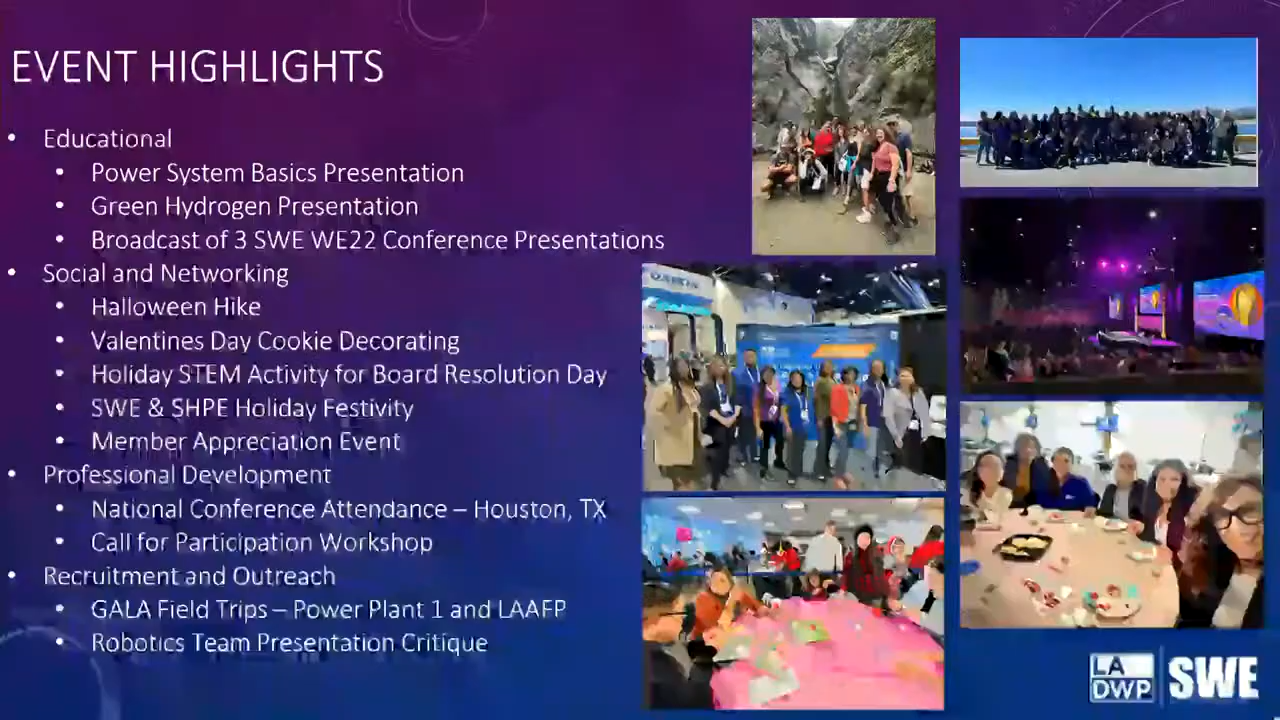 EVENT HIGHLIGHTS
• Educational
• Power System Basics Presentation
• Green Hydrogen Presentation
• Broadcast of 3 SWE WE22 Conference Presentations
• Social and Networking
• Halloween Hike
• Valentines Day Cookie Decorating
• Holiday STEM Activity for Board Resolution Day
• SWE & SHPE Holiday Festivity
• Member Appreciation Event
• Professional Development
• National Conference Attendance – Houston, TX
• Call for Participation Workshop
• Recruitment and Outreach
• GALA Field Trips – Power Plant 1 and LAAFP
• Robotics Team Presentation Critique
LA
DWP
SWE